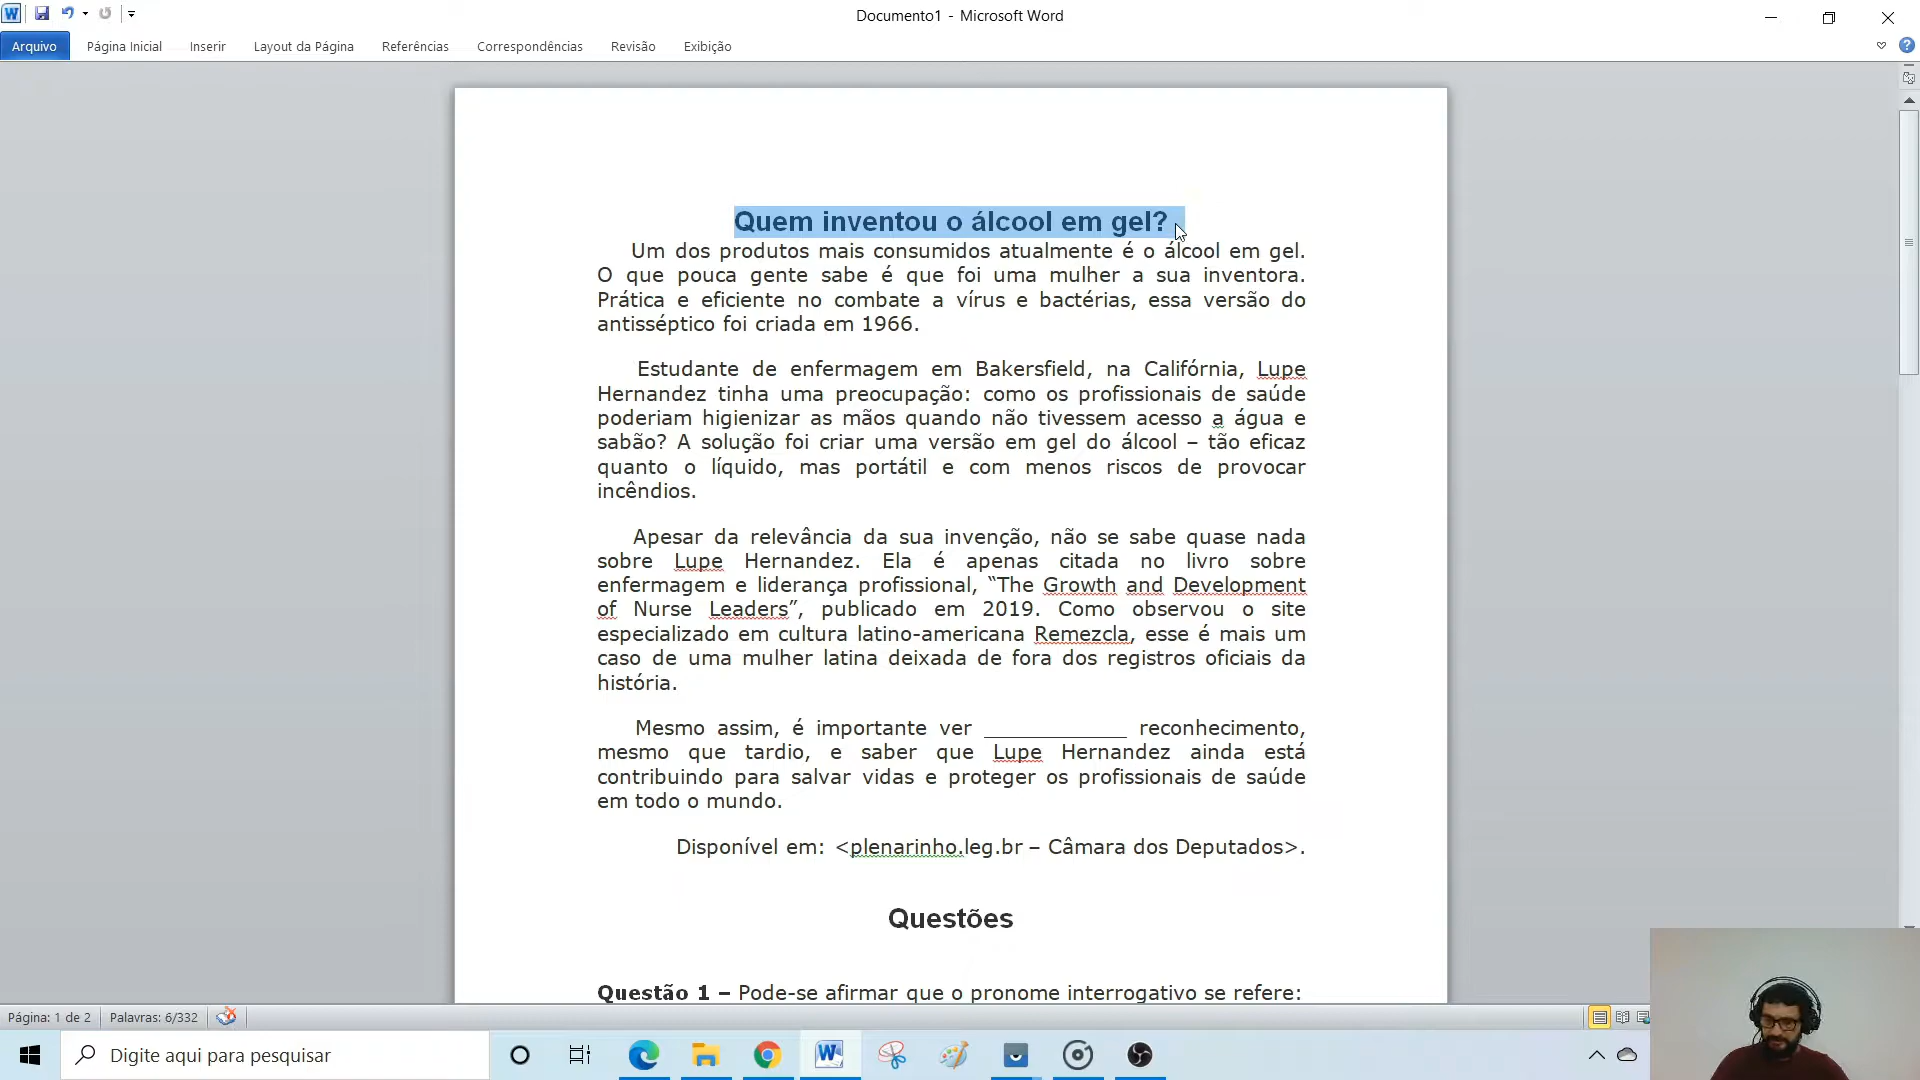 Documento1 - Microsoft Word
Arquivo Página Inicial Inserir Layout da Página Referências Correspondências Revisão Exibição
Quem inventou o álcool em gel?
Um dos produtos mais consumidos atualmente é o álcool em gel.
O que pouca gente sabe é que foi uma mulher a sua inventora.
Prática e eficiente no combate a vírus e bactérias, essa versão do
antisséptico foi criada em 1966.
Estudante de enfermagem em Bakersfield, na Califórnia, Lupe
Hernandez tinha uma preocupação: como os profissionais de saúde
poderiam higienizar as mãos quando não tivessem acesso a água e
sabão? A solução foi criar uma versão em gel do álcool – tão eficaz
quanto o líquido, mas portátil e com menos riscos de provocar
incêndios.
Apesar da relevância da sua invenção, não se sabe quase nada
sobre Lupe Hernandez. Ela é apenas citada no livro sobre
enfermagem e liderança profissional, “The Growth and Development
of Nurse Leaders”, publicado em 2019. Como observou o site
especializado em cultura latino-americana Remezcla, esse é mais um
caso de uma mulher latina deixada de fora dos registros oficiais da
história.
Mesmo assim, é importante ver _____________ reconhecimento,
mesmo que tardio, e saber que Lupe Hernandez ainda está
contribuindo para salvar vidas e proteger os profissionais de saúde
em todo o mundo.
Disponível em: <plenarinho.leg.br – Câmara dos Deputados>.
Questões
Questão 1 – Pode-se afirmar que o pronome interrogativo se refere:
Página: 1 de 2 Palavras: 6/332
Digite aqui para pesquisar